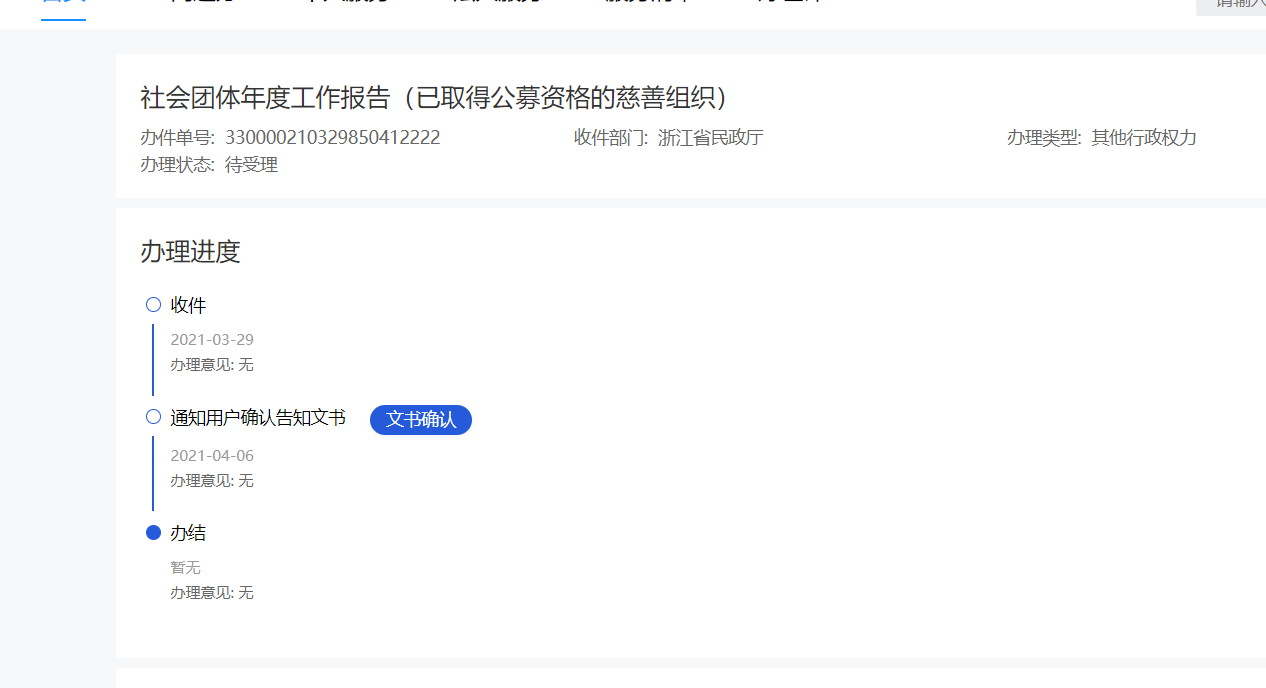 社会团体年度工作报告（已取得公募资格的慈善组织）
办件单号: 330000210329850412222 收件部门: 浙江省民政厅 办理类型: 其他行政权力
办理状态: 待受理
办理进度
收件
2021-03-29
办理意见: 无
通知用户确认告知文书 文书确认
2021-04-06
办理意见: 无
办结
暂无
办理意见: 无